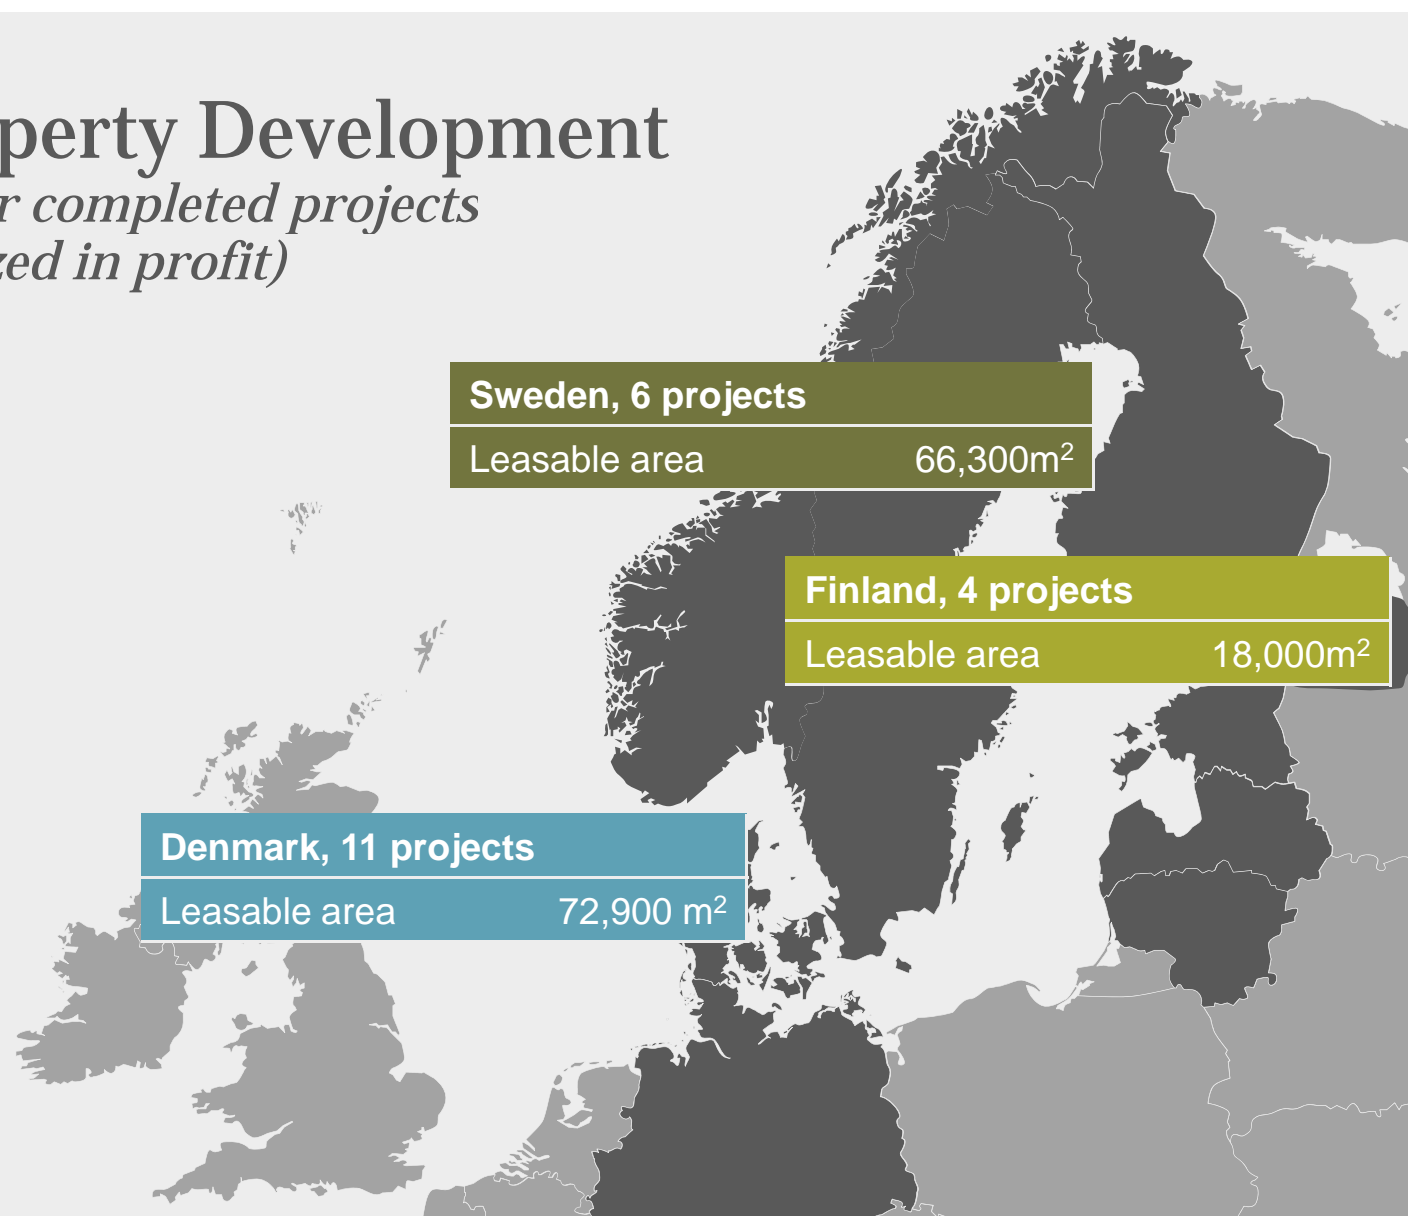 perty Development
r completed projects
zed in profit)
Sweden, 6 projects
Leasable area 66,300m²
Finland, 4 projects
Leasable area 18,000m²
Denmark, 11 projects
Leasable area 72,900 m²